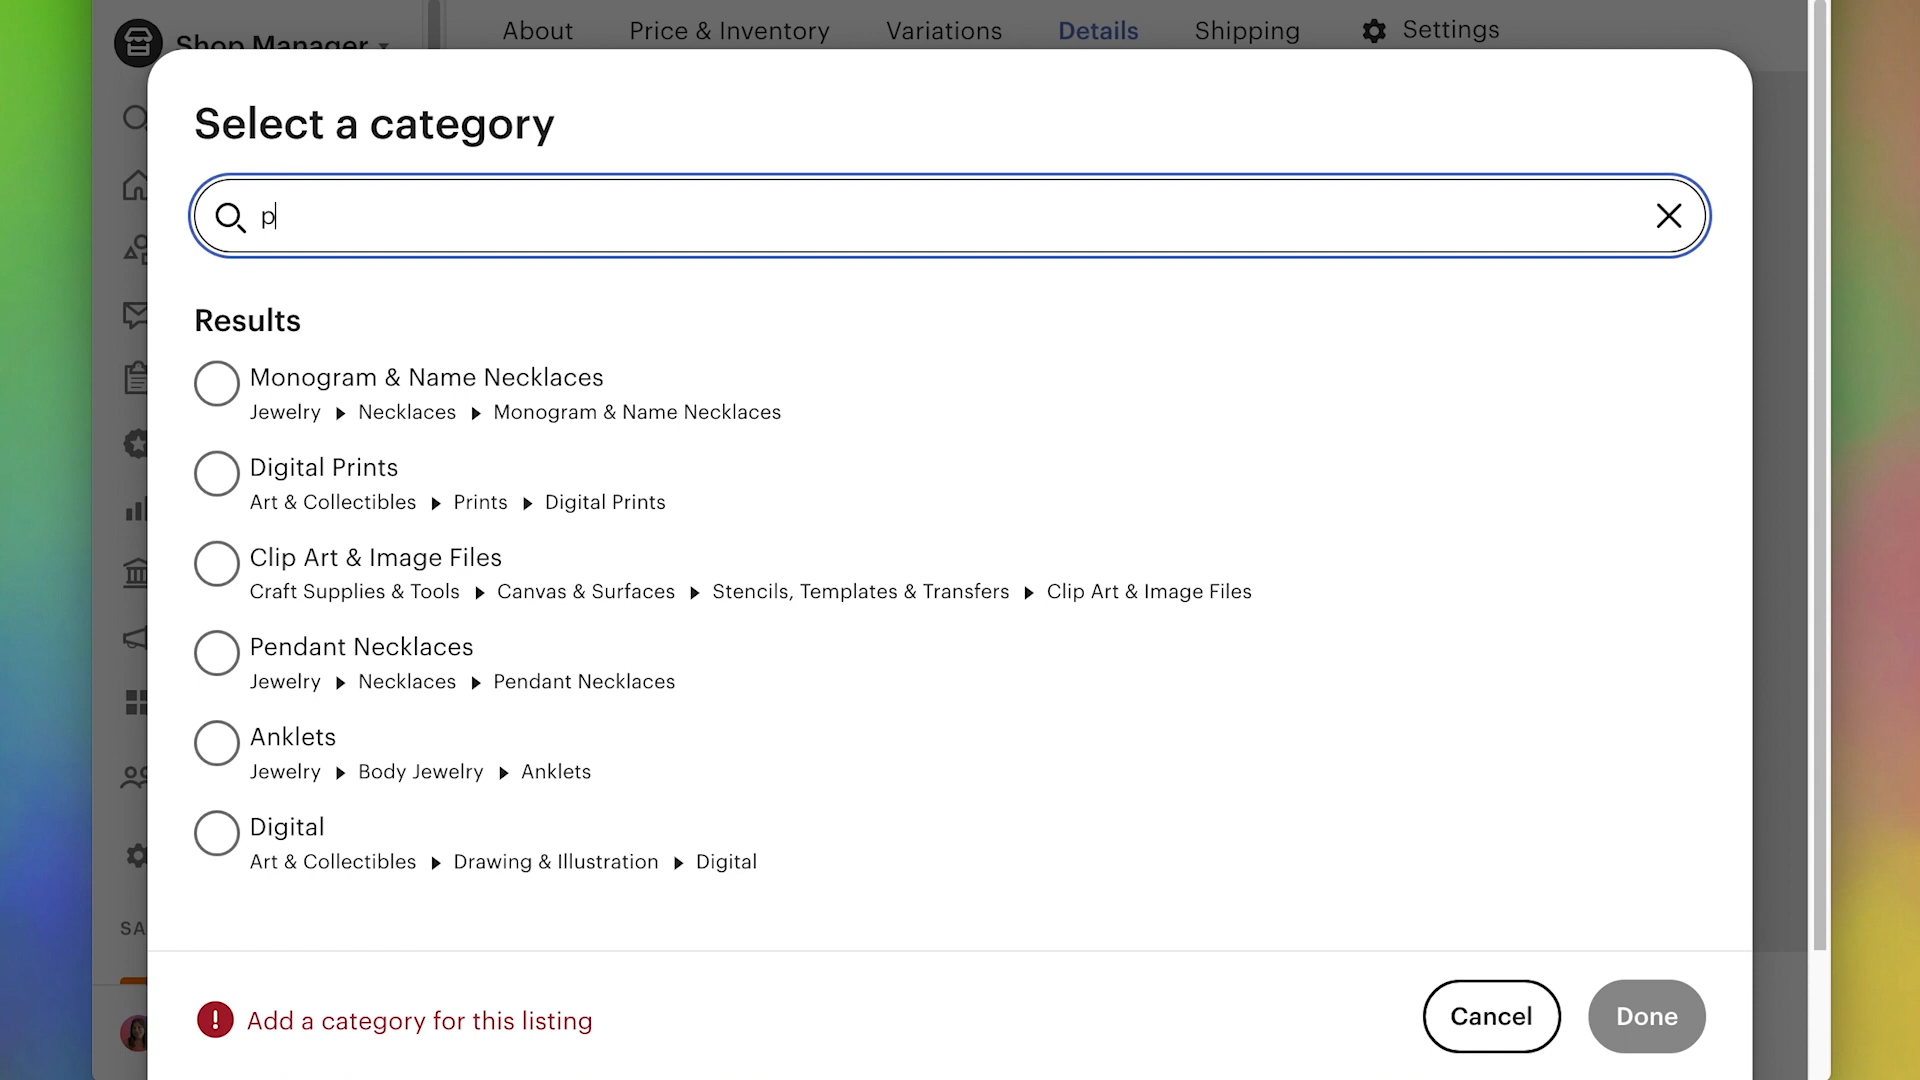 Shop Manager
About Price & Inventory Variations Details Shipping Settings
Select a category
p
Results
Monogram & Name Necklaces
Jewelry ▶ Necklaces ▶ Monogram & Name Necklaces
Digital Prints
Art & Collectibles ▶ Prints ▶ Digital Prints
Clip Art & Image Files
Craft Supplies & Tools ▶ Canvas & Surfaces ▶ Stencils, Templates & Transfers ▶ Clip Art & Image Files
Pendant Necklaces
Jewelry ▶ Necklaces ▶ Pendant Necklaces
Anklets
Jewelry ▶ Body Jewelry ▶ Anklets
Digital
Art & Collectibles ▶ Drawing & Illustration ▶ Digital
SA
Add a category for this listing
Cancel
Done